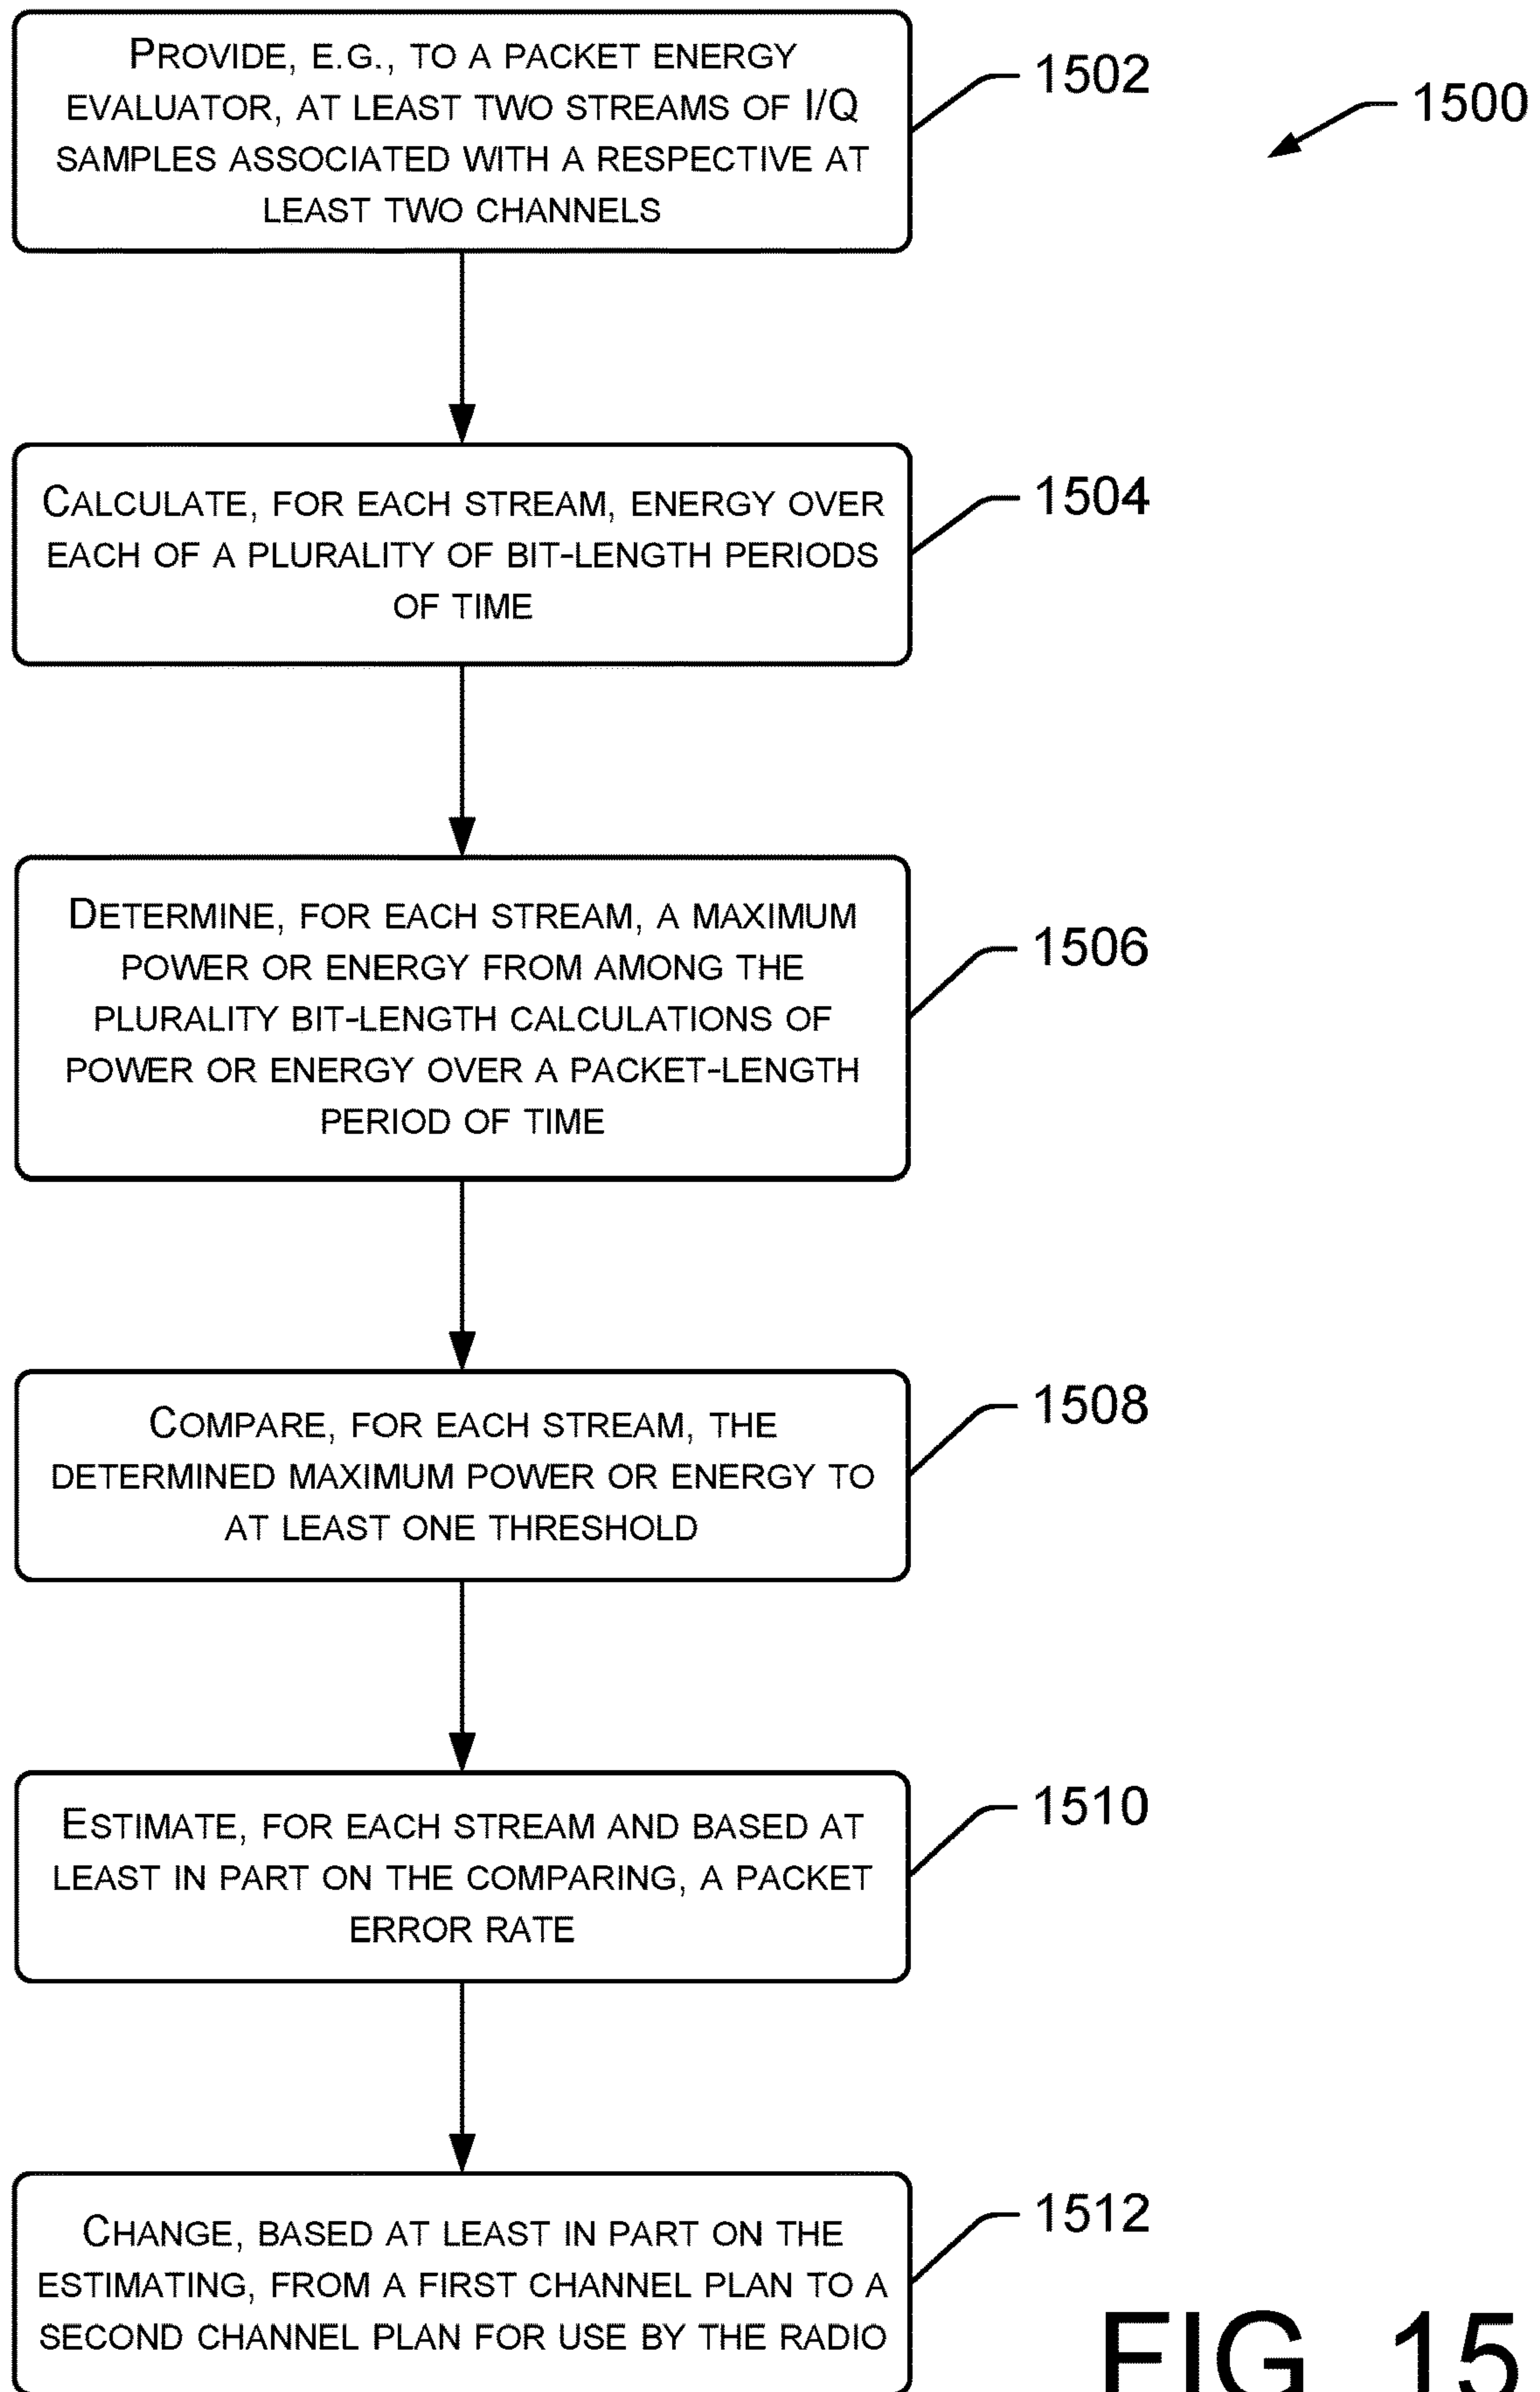 PROVIDE, E.G., TO A PACKET ENERGY
EVALUATOR, AT LEAST TWO STREAMS OF I/Q
SAMPLES ASSOCIATED WITH A RESPECTIVE AT
LEAST TWO CHANNELS
1502
1500
CALCULATE, FOR EACH STREAM, ENERGY OVER
EACH OF A PLURALITY OF BIT-LENGTH PERIODS
OF TIME
1504
DETERMINE, FOR EACH STREAM, A MAXIMUM
POWER OR ENERGY FROM AMONG THE
PLURALITY BIT-LENGTH CALCULATIONS OF
POWER OR ENERGY OVER A PACKET-LENGTH
PERIOD OF TIME
1506
COMPARE, FOR EACH STREAM, THE
DETERMINED MAXIMUM POWER OR ENERGY TO
AT LEAST ONE THRESHOLD
1508
ESTIMATE, FOR EACH STREAM AND BASED AT
LEAST IN PART ON THE COMPARING, A PACKET
ERROR RATE
1510
CHANGE, BASED AT LEAST IN PART ON THE
ESTIMATING, FROM A FIRST CHANNEL PLAN TO A
SECOND CHANNEL PLAN FOR USE BY THE RADIO
1512
FIG. 15